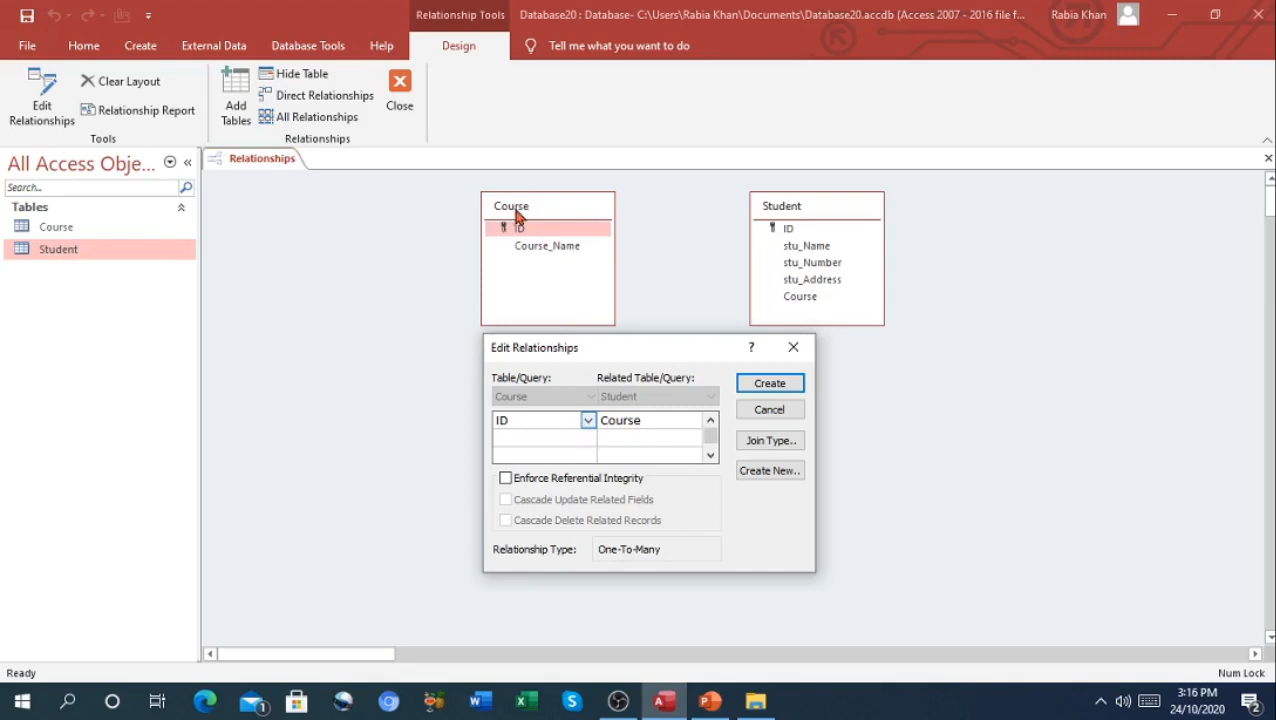 Relationship Tools
Database20 : Database- C:\Users\Rabia Khan\Documents\Database20.accdb (Access 2007 - 2016 file f...
Rabia Khan
File
Home
Create
External Data
Database Tools
Help
Design
Tell me what you want to do
Edit Relationships
Clear Layout
Relationship Report
Tools
Add Tables
Hide Table
Direct Relationships
All Relationships
Relationships
Close
All Access Obje...
Search...
Tables
Course
Student
Relationships
Course
ID
Course_Name
Student
ID
stu_Name
stu_Number
stu_Address
Course
Edit Relationships
?
Table/Query:
Related Table/Query:
Course
Student
ID
Course
Enforce Referential Integrity
Cascade Update Related Fields
Cascade Delete Related Records
Relationship Type:
One-To-Many
Create
Cancel
Join Type..
Create New..
Ready
Num Lock
1
3:16 PM
24/10/2020
2